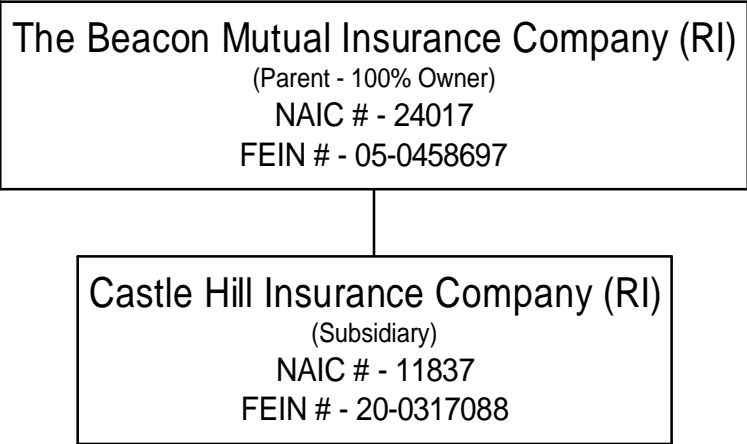 The Beacon Mutual Insurance Company (RI)
(Parent - 100% Owner)
NAIC # - 24017
FEIN # - 05-0458697
Castle Hill Insurance Company (RI)
(Subsidiary)
NAIC # - 11837
FEIN # - 20-0317088